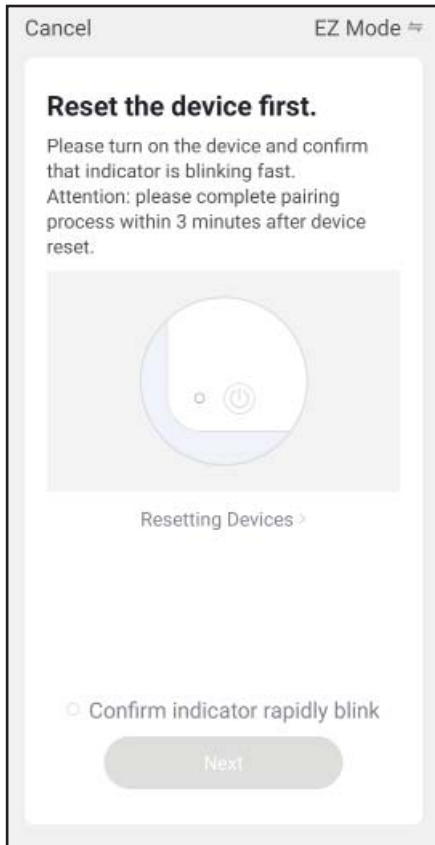 Cancel
EZ Mode
Reset the device first.
Please turn on the device and confirm
that indicator is blinking fast.
Attention: please complete pairing
process within 3 minutes after device
reset.
Resetting Devices
Confirm indicator rapidly blink
Next